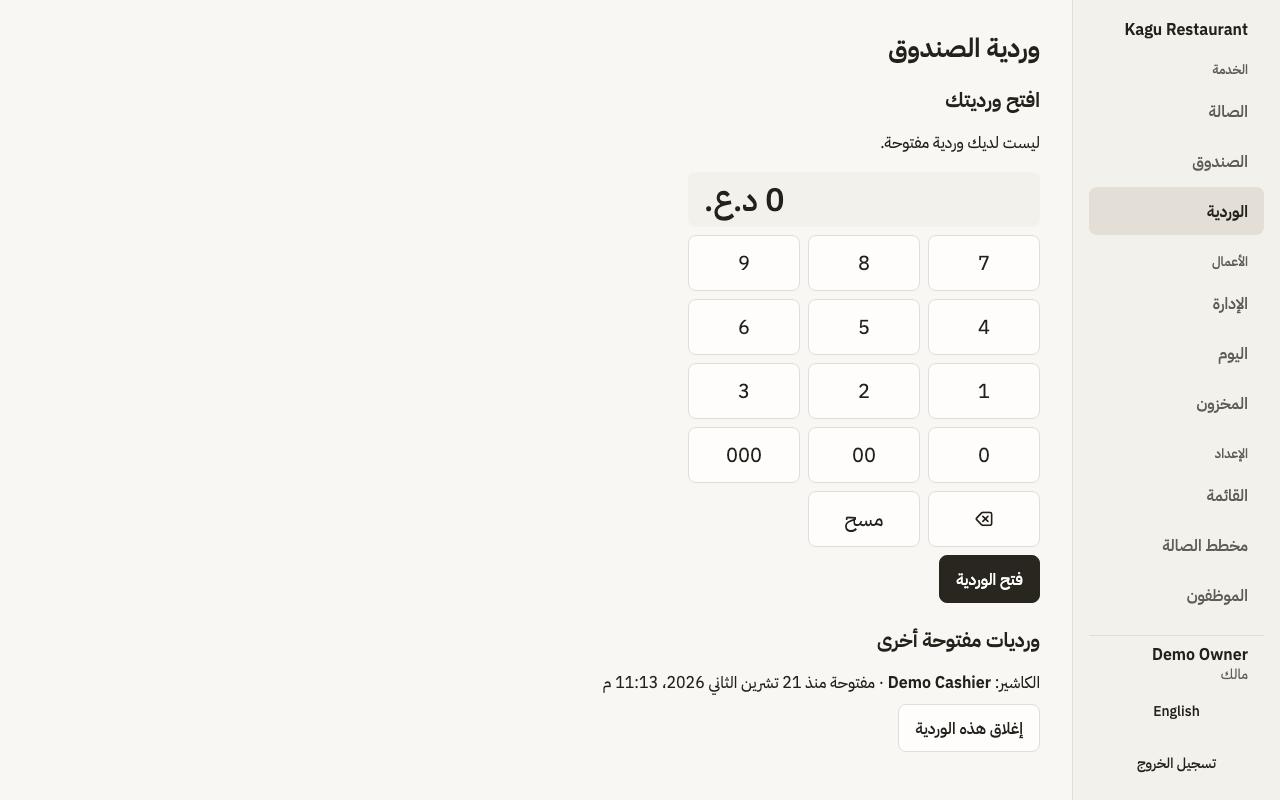 Kagu Restaurant
الخدمة
الصالة
الصندوق
الوردية
الأعمال
الإدارة
اليوم
المخزون
الإعداد
القائمة
مخطط الصالة
الموظفون
Demo Owner
مالك
English
تسجيل الخروج
وردية الصندوق
افتح ورديتك
ليست لديك وردية مفتوحة.
0 د.ع.
7 8 9
4 5 6
1 2 3
0 00 000
مسح
فتح الوردية
ورديات مفتوحة أخرى
الكاشير: Demo Cashier · مفتوحة منذ 21 تشرين الثاني 2026، 11:13 م
إغلاق هذه الوردية